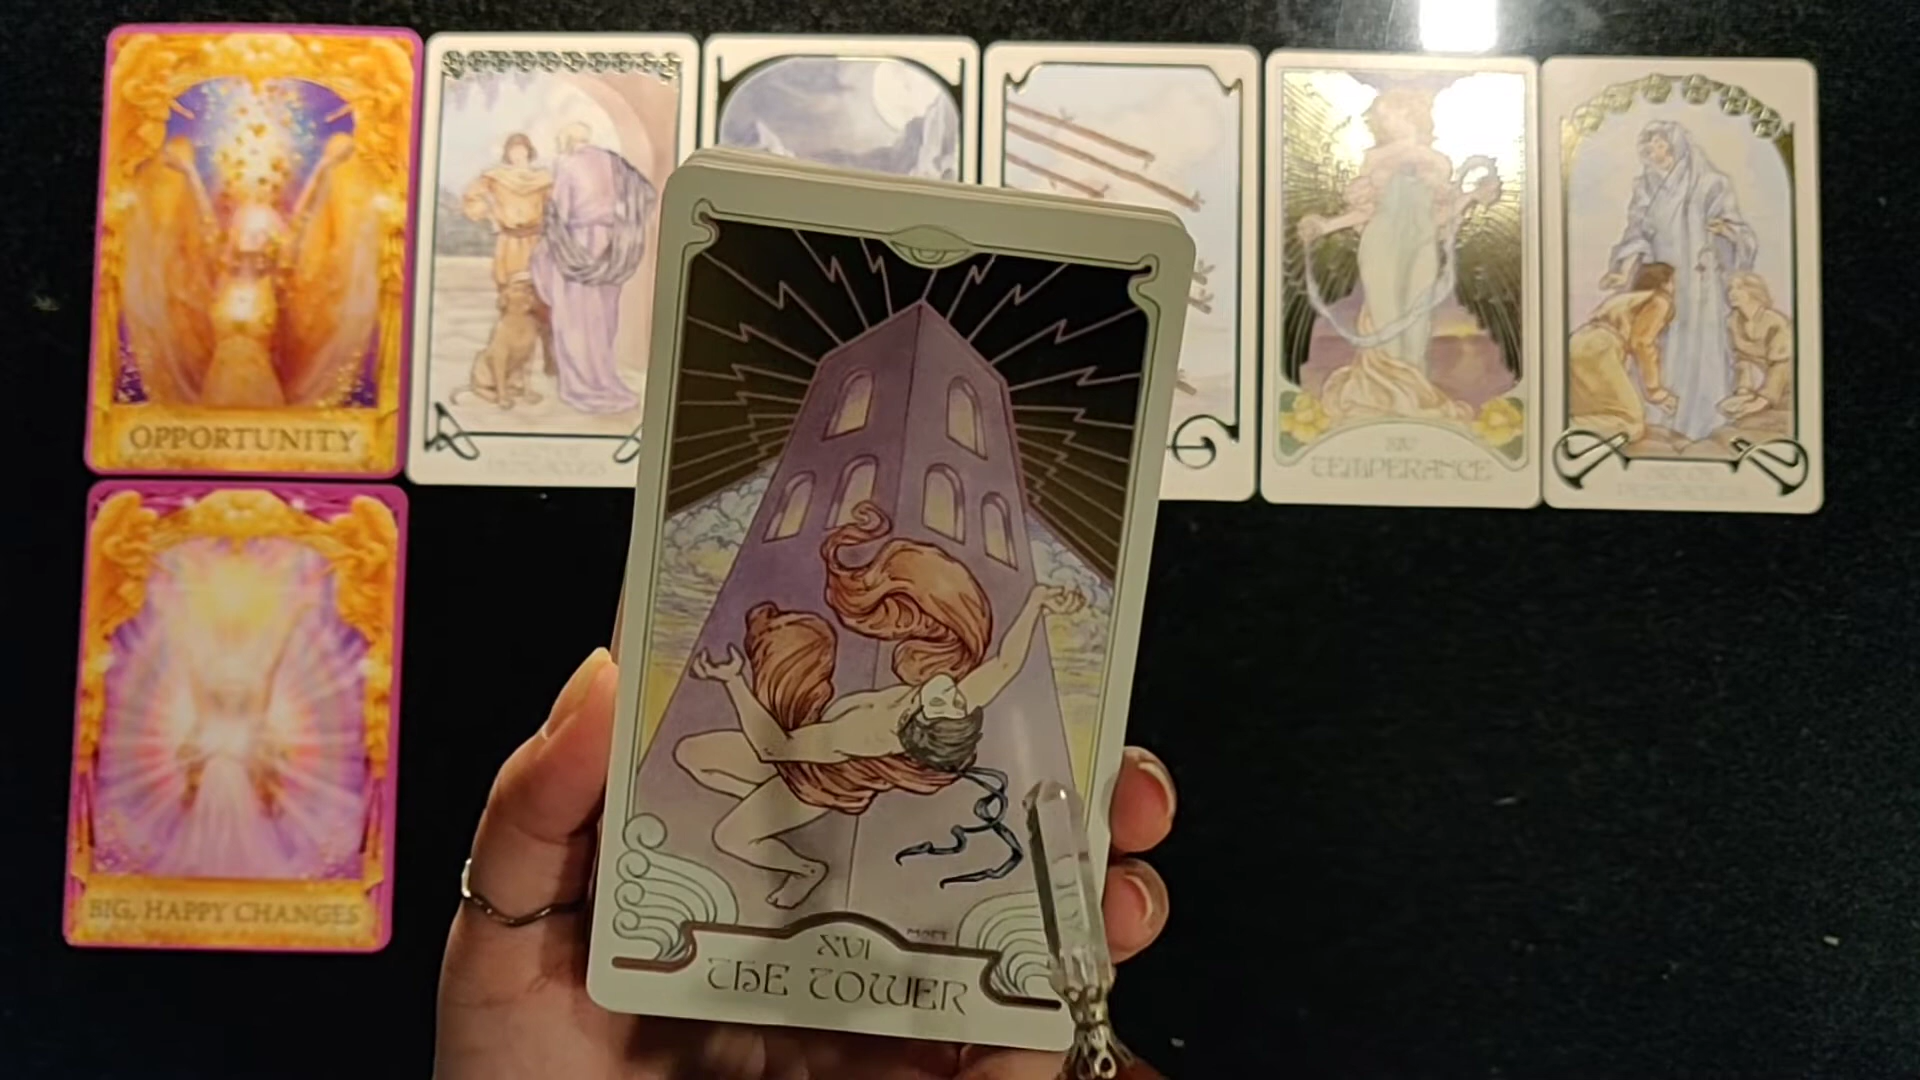 OPPORTUNITY
XIV
TEMPERANCE
BIG, HAPPY CHANGES
XVI
THE TOWER